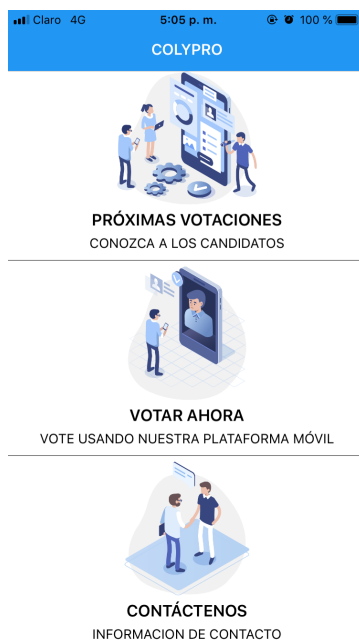 Claro 4G 5:05 p. m. 100 %
COLYPRO
PRÓXIMAS VOTACIONES
CONOZCA A LOS CANDIDATOS
VOTAR AHORA
VOTE USANDO NUESTRA PLATAFORMA MÓVIL
CONTÁCTENOS
INFORMACION DE CONTACTO